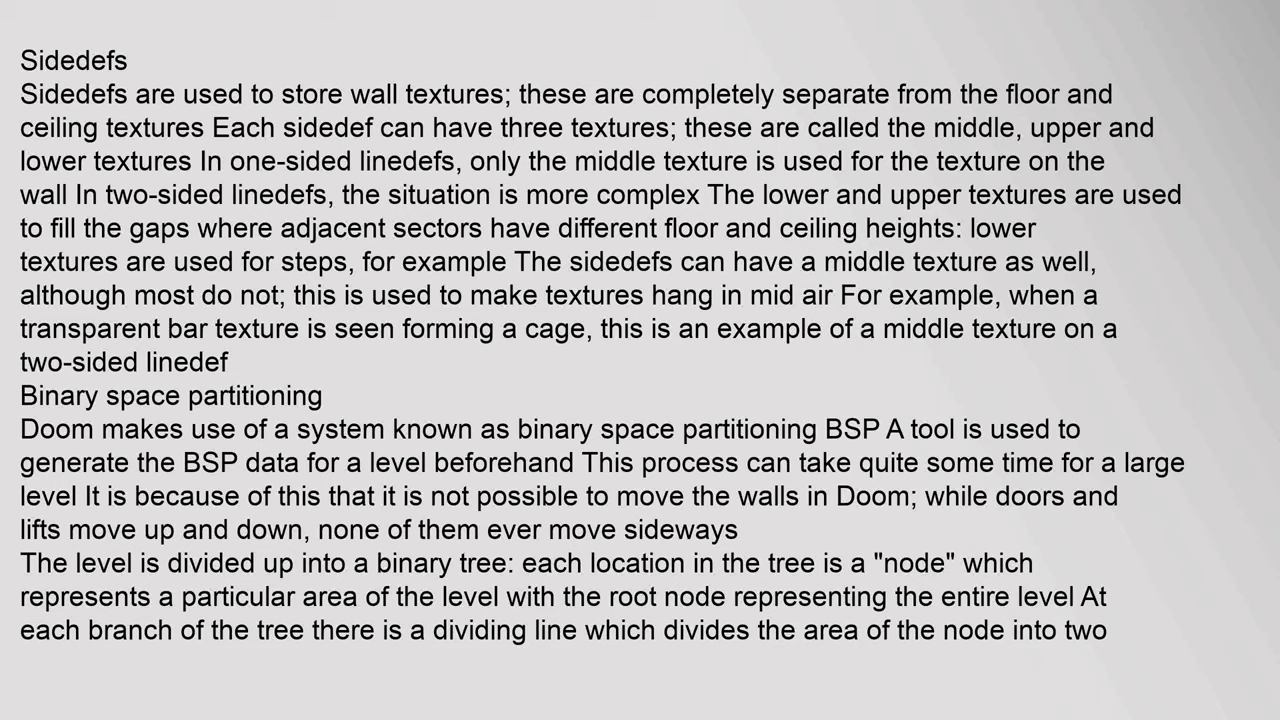 Sidedefs
Sidedefs are used to store wall textures; these are completely separate from the floor and
ceiling textures Each sidedef can have three textures; these are called the middle, upper and
lower textures In one-sided linedefs, only the middle texture is used for the texture on the
wall In two-sided linedefs, the situation is more complex The lower and upper textures are used
to fill the gaps where adjacent sectors have different floor and ceiling heights: lower
textures are used for steps, for example The sidedefs can have a middle texture as well,
although most do not; this is used to make textures hang in mid air For example, when a
transparent bar texture is seen forming a cage, this is an example of a middle texture on a
two-sided linedef
Binary space partitioning
Doom makes use of a system known as binary space partitioning BSP A tool is used to
generate the BSP data for a level beforehand This process can take quite some time for a large
level It is because of this that it is not possible to move the walls in Doom; while doors and
lifts move up and down, none of them ever move sideways
The level is divided up into a binary tree: each location in the tree is a "node" which
represents a particular area of the level with the root node representing the entire level At
each branch of the tree there is a dividing line which divides the area of the node into two